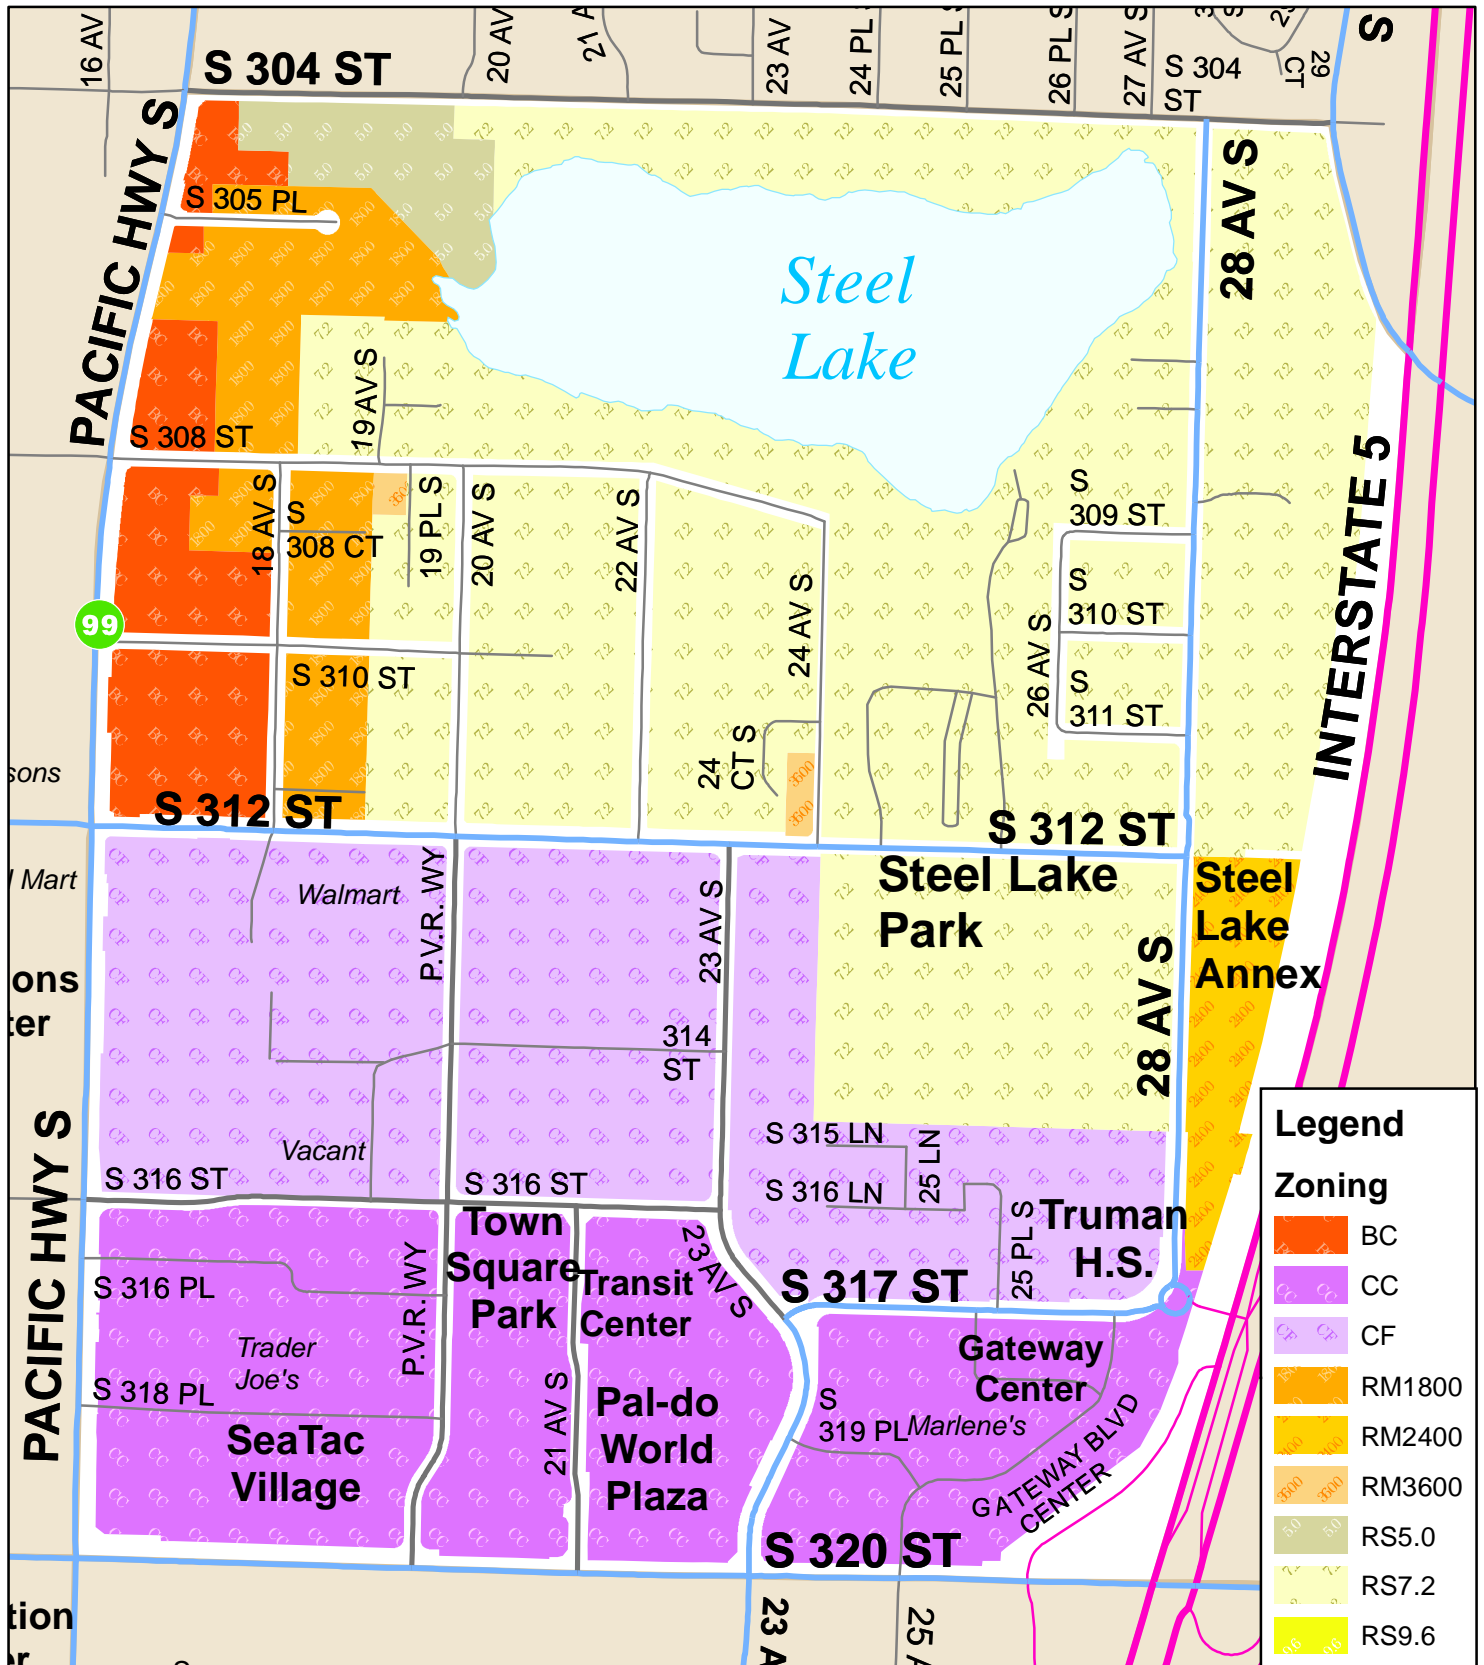 16 AV
S 304 ST
20 AV
23 AV
24 PL S
25 PL S
26 PL S
27 AV S
S 304
ST
CT
29
S
PACIFIC HWY S
S 305 PL
28 AV S
Steel
Lake
19 AV S
S 308 ST
18 AV S
S
308 CT
19 PL S
20 AV S
22 AV S
24 AV S
S
309 ST
S
310 ST
26 AV S
S
311 ST
INTERSTATE 5
99
S 310 ST
24
CT S
sons
S 312 ST
S 312 ST
Mart
Walmart
P.V.R. WY
23 AV S
Steel Lake
Park
Steel
Lake
Annex
28 AV S
ons
ter
314
ST
Vacant
S 315 LN
25 LN
S 316 LN
PACIFIC HWY S
S 316 ST
S 316 ST
Town
Square
Park
Transit
Center
23 AV S
25 PL S
Truman
H.S.
S 317 ST
S 316 PL
P.V.R. WY
Trader
Joe's
S 318 PL
SeaTac
Village
21 AV S
Pal-do
World
Plaza
Gateway
Center
S
319 PL
Marlene's
GATEWAY BLVD
CENTER
S 320 ST
tion
er
23 A
25 A
Legend
Zoning
BC
CC
CF
RM1800
RM2400
RM3600
RS5.0
RS7.2
RS9.6